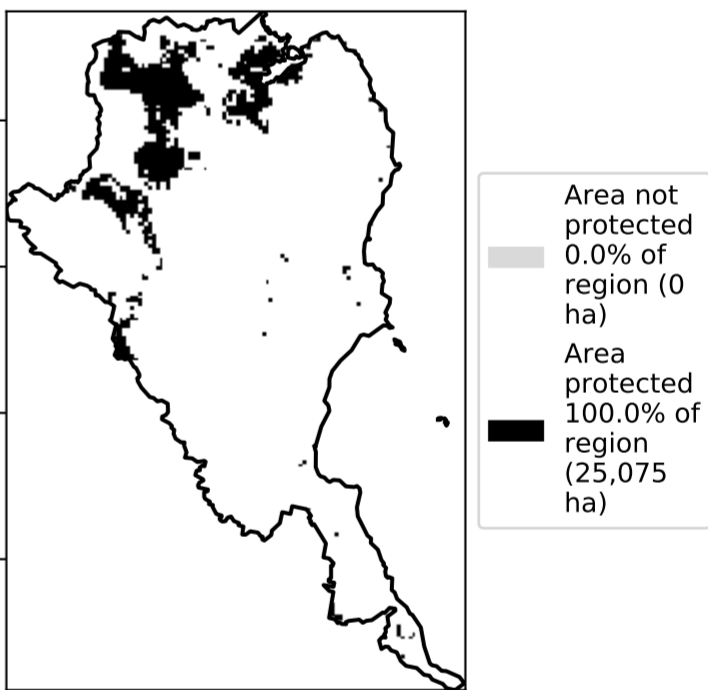 Area not
protected
0.0% of
region (0
ha)
Area
protected
100.0% of
region
(25,075
ha)